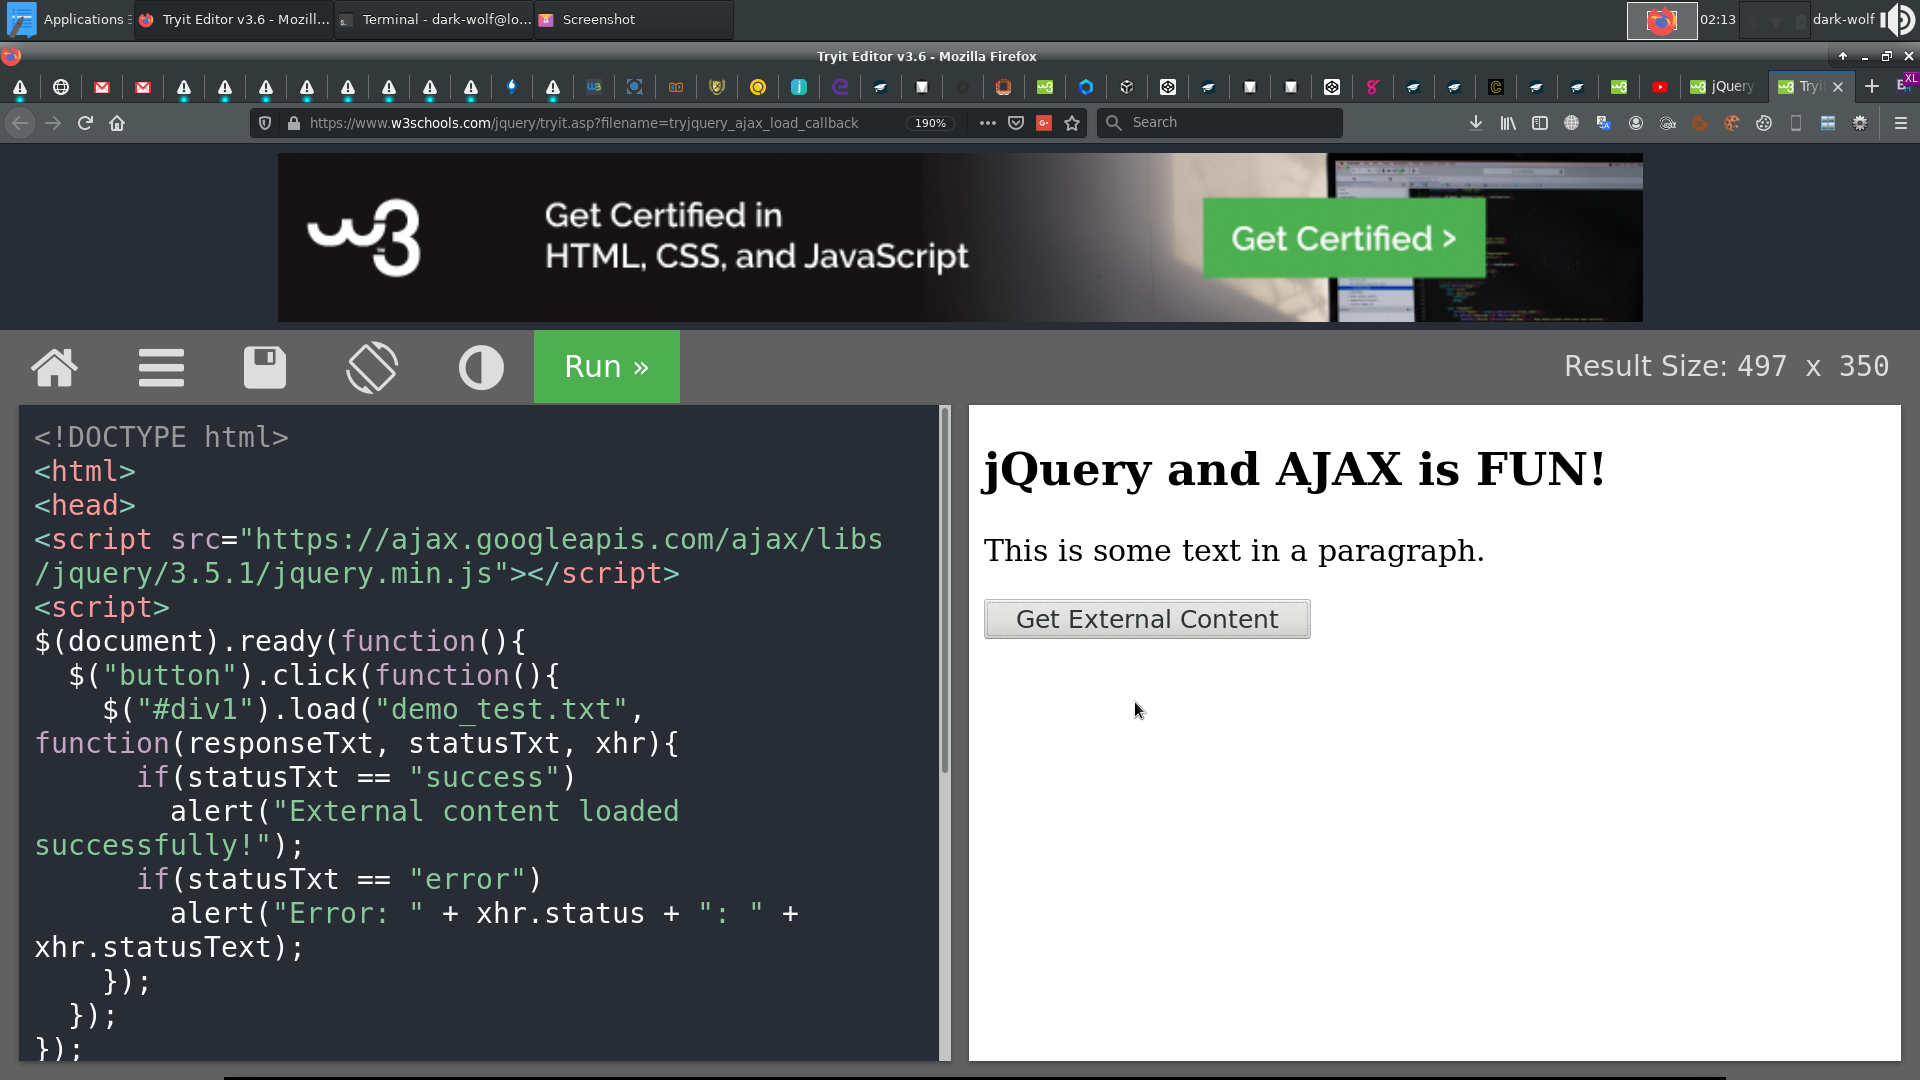 Applications
Tryit Editor v3.6 - Mozill...
Terminal - dark-wolf@lo...
Screenshot
02:13
dark-wolf
Tryit Editor v3.6 - Mozilla Firefox
jQuery
Tryi
XL
https://www.w3schools.com/jquery/tryit.asp?filename=tryjquery_ajax_load_callback
190%
Search
w3
Get Certified in
HTML, CSS, and JavaScript
Get Certified >
Run »
Result Size: 497 x 350
<!DOCTYPE html>
<html>
<head>
<script src="https://ajax.googleapis.com/ajax/libs
/jquery/3.5.1/jquery.min.js"></script>
<script>
$(document).ready(function(){
  $("button").click(function(){
    $("#div1").load("demo_test.txt",
function(responseTxt, statusTxt, xhr){
      if(statusTxt == "success")
        alert("External content loaded
successfully!");
      if(statusTxt == "error")
        alert("Error: " + xhr.status + ": " +
xhr.statusText);
    });
  });
});
jQuery and AJAX is FUN!
This is some text in a paragraph.
Get External Content